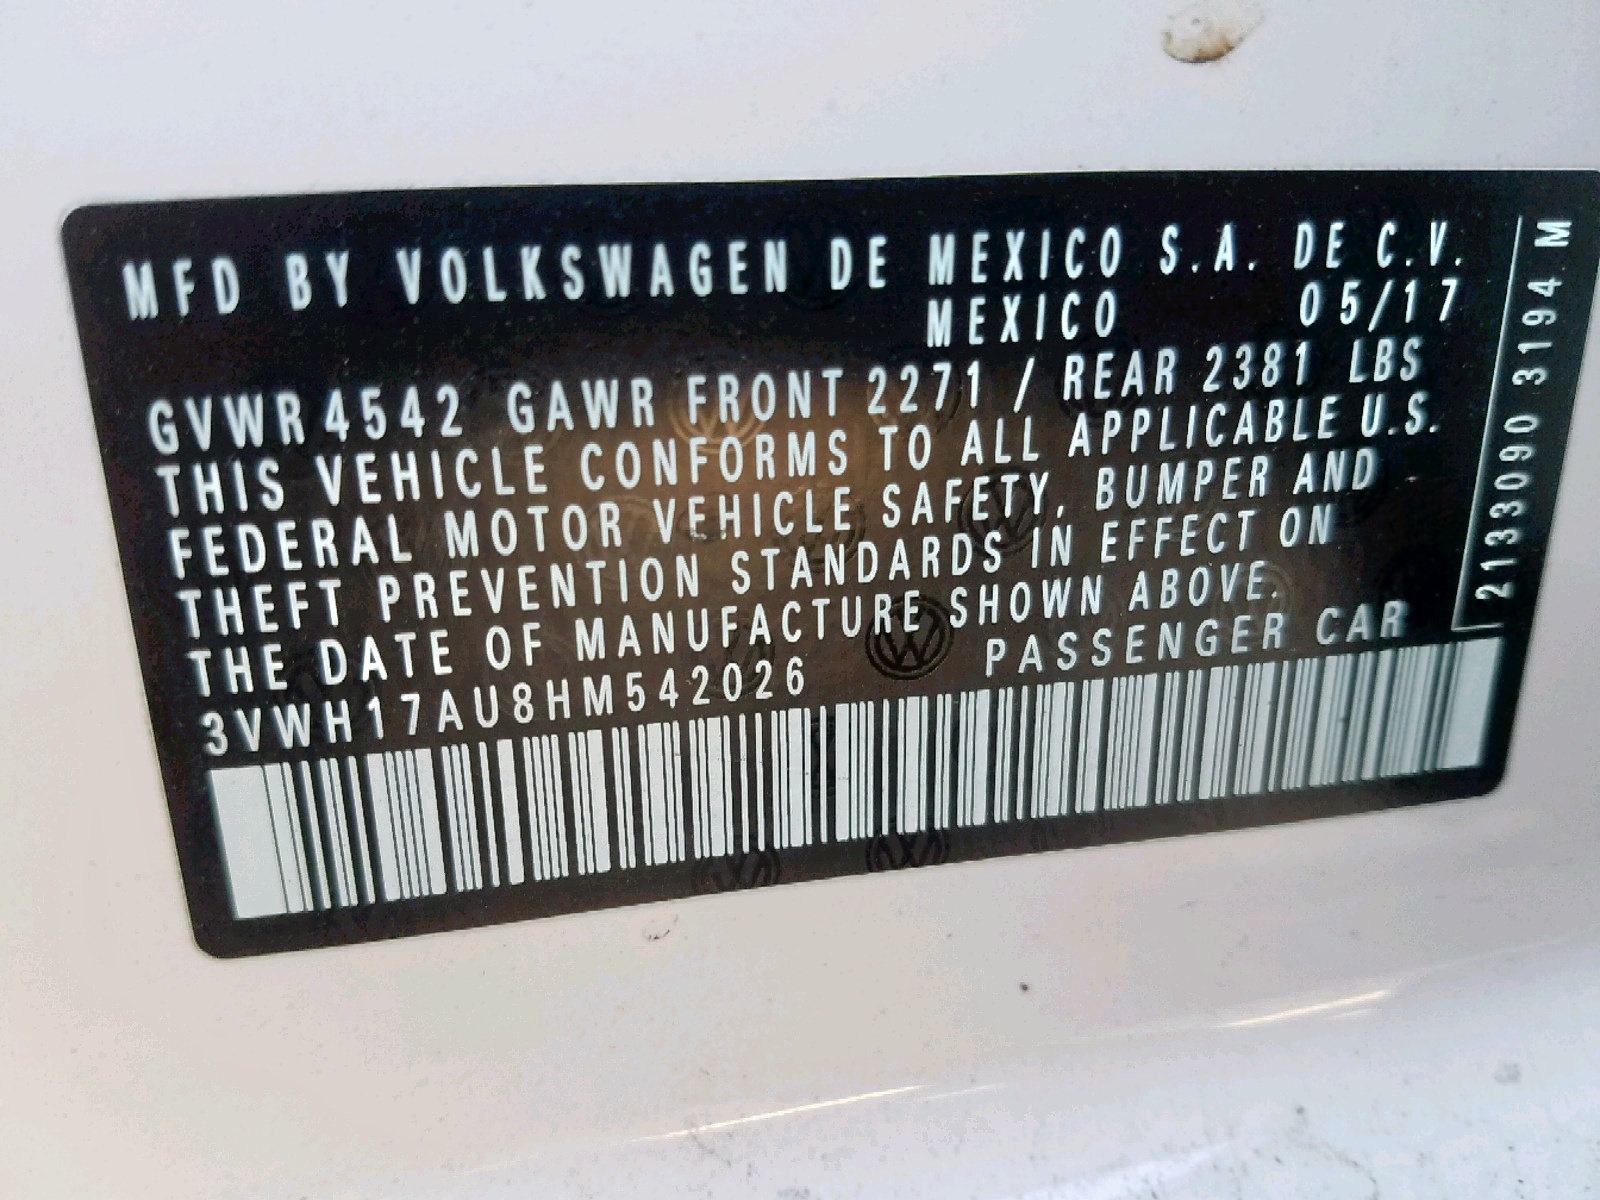 MFD BY VOLKSWAGEN DE MEXICO S.A. DE C.V.
MEXICO 05/17
GVWR 4542 GAWR FRONT 2271 / REAR 2381 LBS
THIS VEHICLE CONFORMS TO ALL APPLICABLE U.S.
FEDERAL MOTOR VEHICLE SAFETY, BUMPER AND
THEFT PREVENTION STANDARDS IN EFFECT ON
THE DATE OF MANUFACTURE SHOWN ABOVE.
3VWH17AU8HM542026 PASSENGER CAR
2133090 3194 M